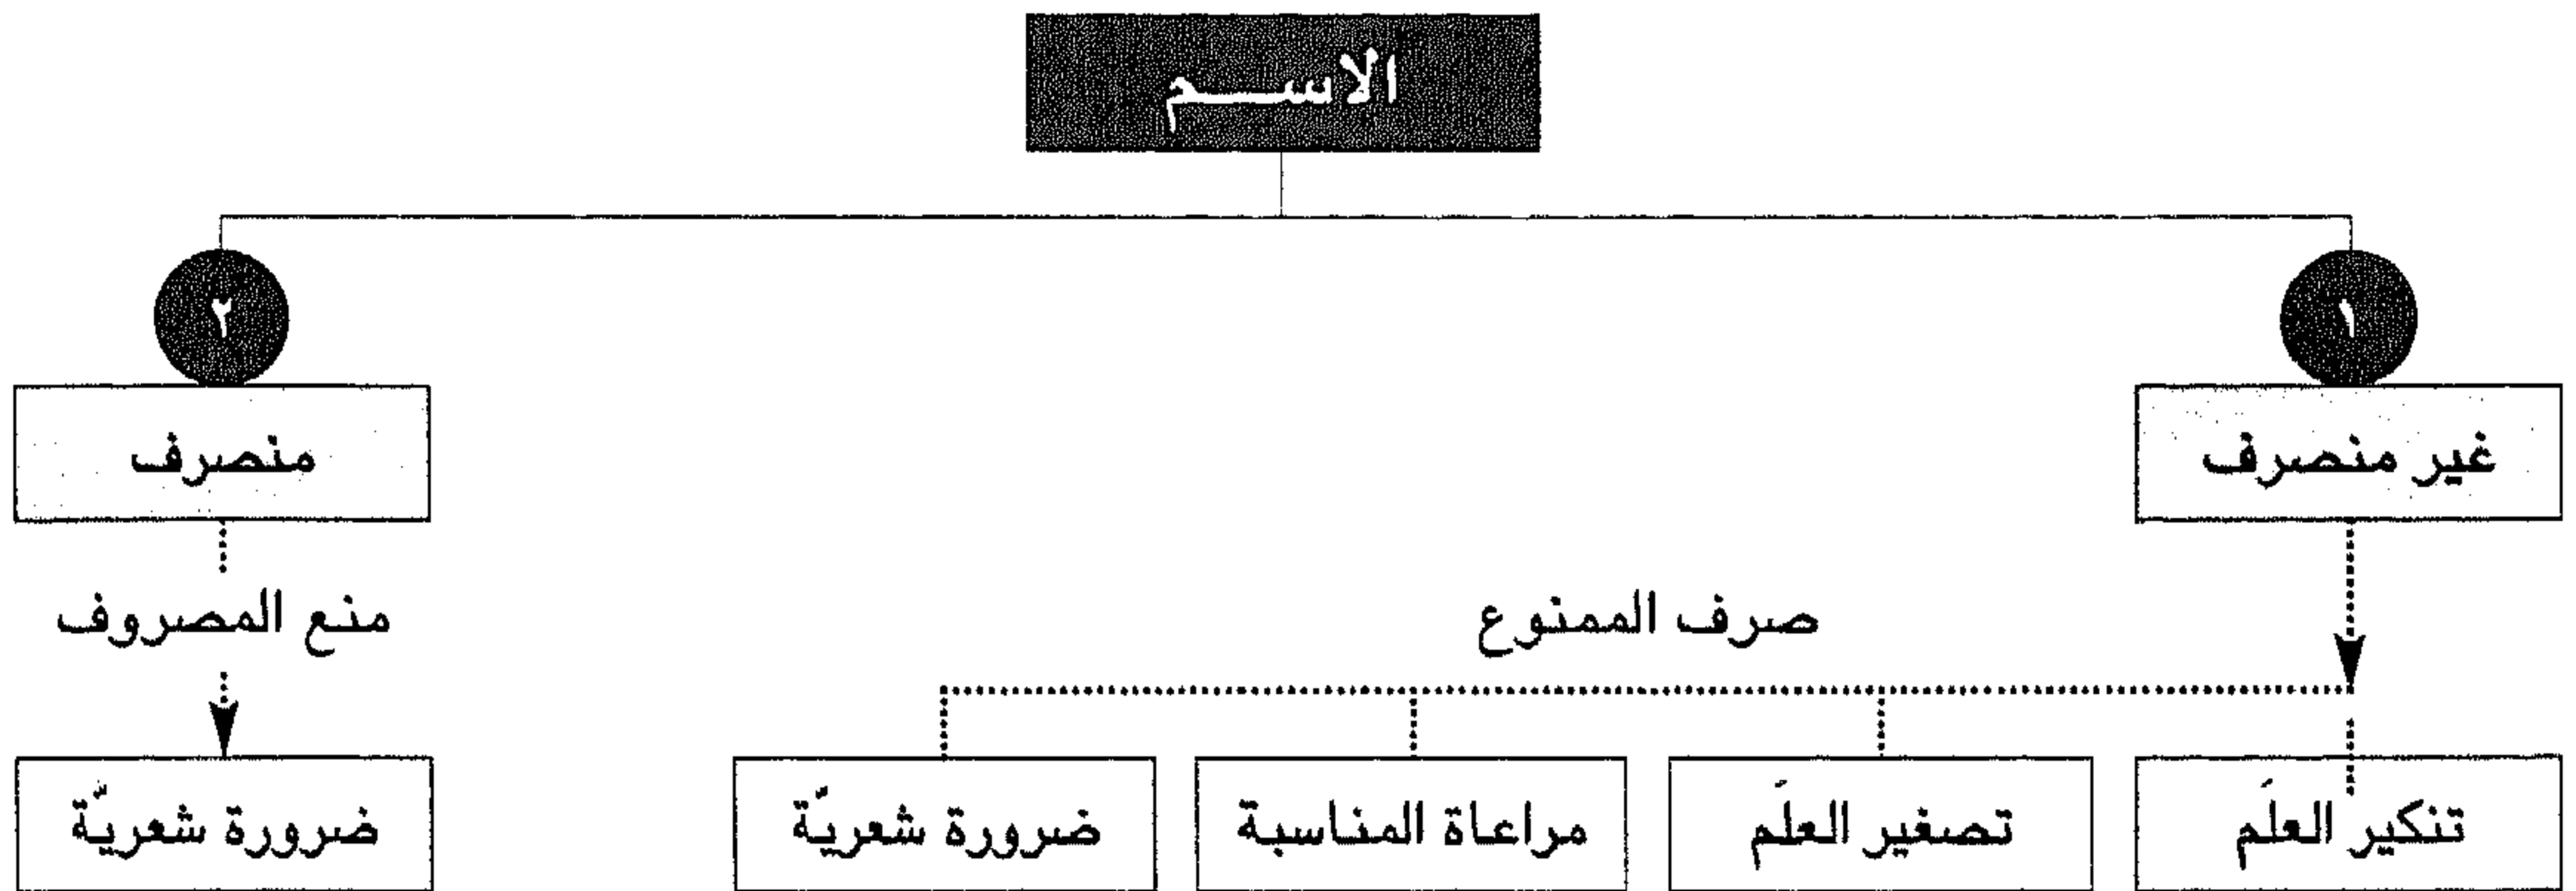 الاسم
١
٢
غير منصرف
منصرف
صرف الممنوع
منع المصروف
تنكير العلَم
تصغير العلَم
مراعاة المناسبة
ضرورة شعريّة
ضرورة شعريّة